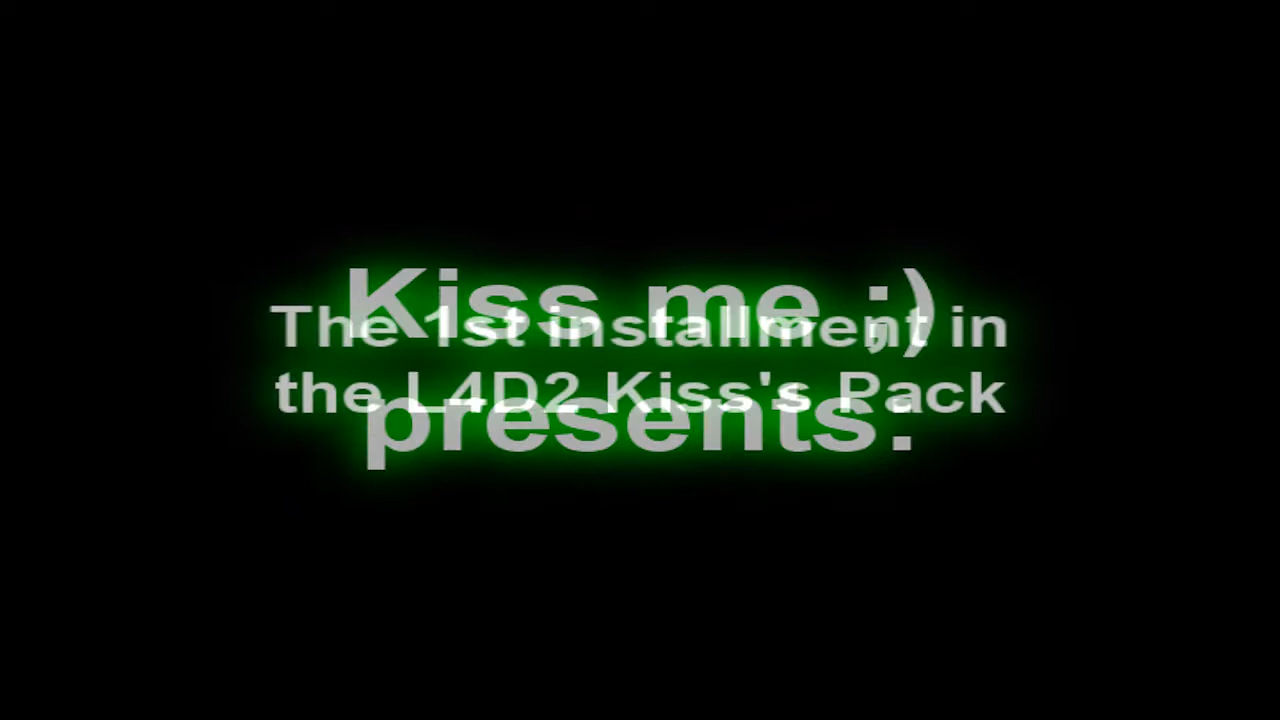 Kiss me ;)
presents:
The 1st installment in
the L4D2 Kiss's Pack